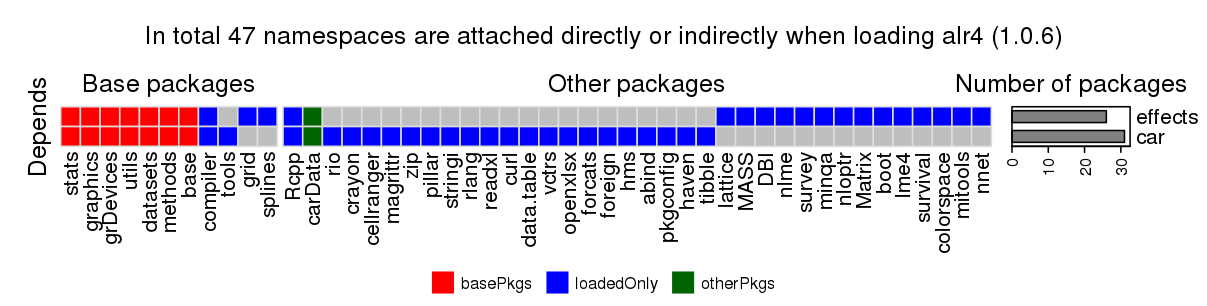 In total 47 namespaces are attached directly or indirectly when loading alr4 (1.0.6)
Base packages
Other packages
Number of packages
Depends
effects
car
0 10 20 30
stats
graphics
grDevices
utils
datasets
methods
base
compiler
tools
grid
splines
Rcpp
carData
rio
crayon
cellranger
magrittr
zip
pillar
stringi
rlang
readxl
curl
data.table
vctrs
openxlsx
forcats
foreign
hms
abind
pkgconfig
haven
tibble
lattice
MASS
DBI
nlme
survey
minqa
nloptr
Matrix
boot
lme4
survival
colorspace
mitools
nnet
basePkgs
loadedOnly
otherPkgs